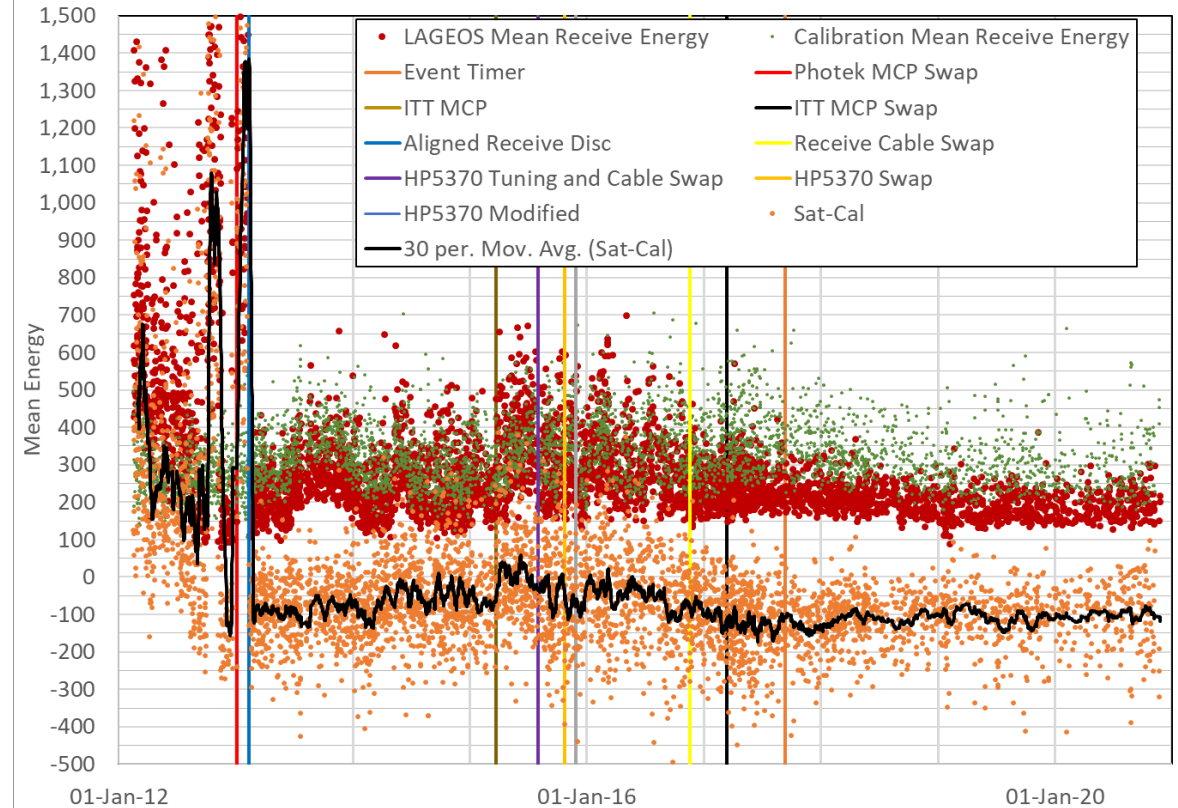 1,500
1,400
1,300
1,200
1,100
1,000
900
800
700
600
500
400
300
200
100
0
-100
-200
-300
-400
-500
Mean Energy
LAGEOS Mean Receive Energy
Calibration Mean Receive Energy
Event Timer
Photek MCP Swap
ITT MCP
ITT MCP Swap
Aligned Receive Disc
Receive Cable Swap
HP5370 Tuning and Cable Swap
HP5370 Swap
HP5370 Modified
Sat-Cal
30 per. Mov. Avg. (Sat-Cal)
01-Jan-12
01-Jan-16
01-Jan-20